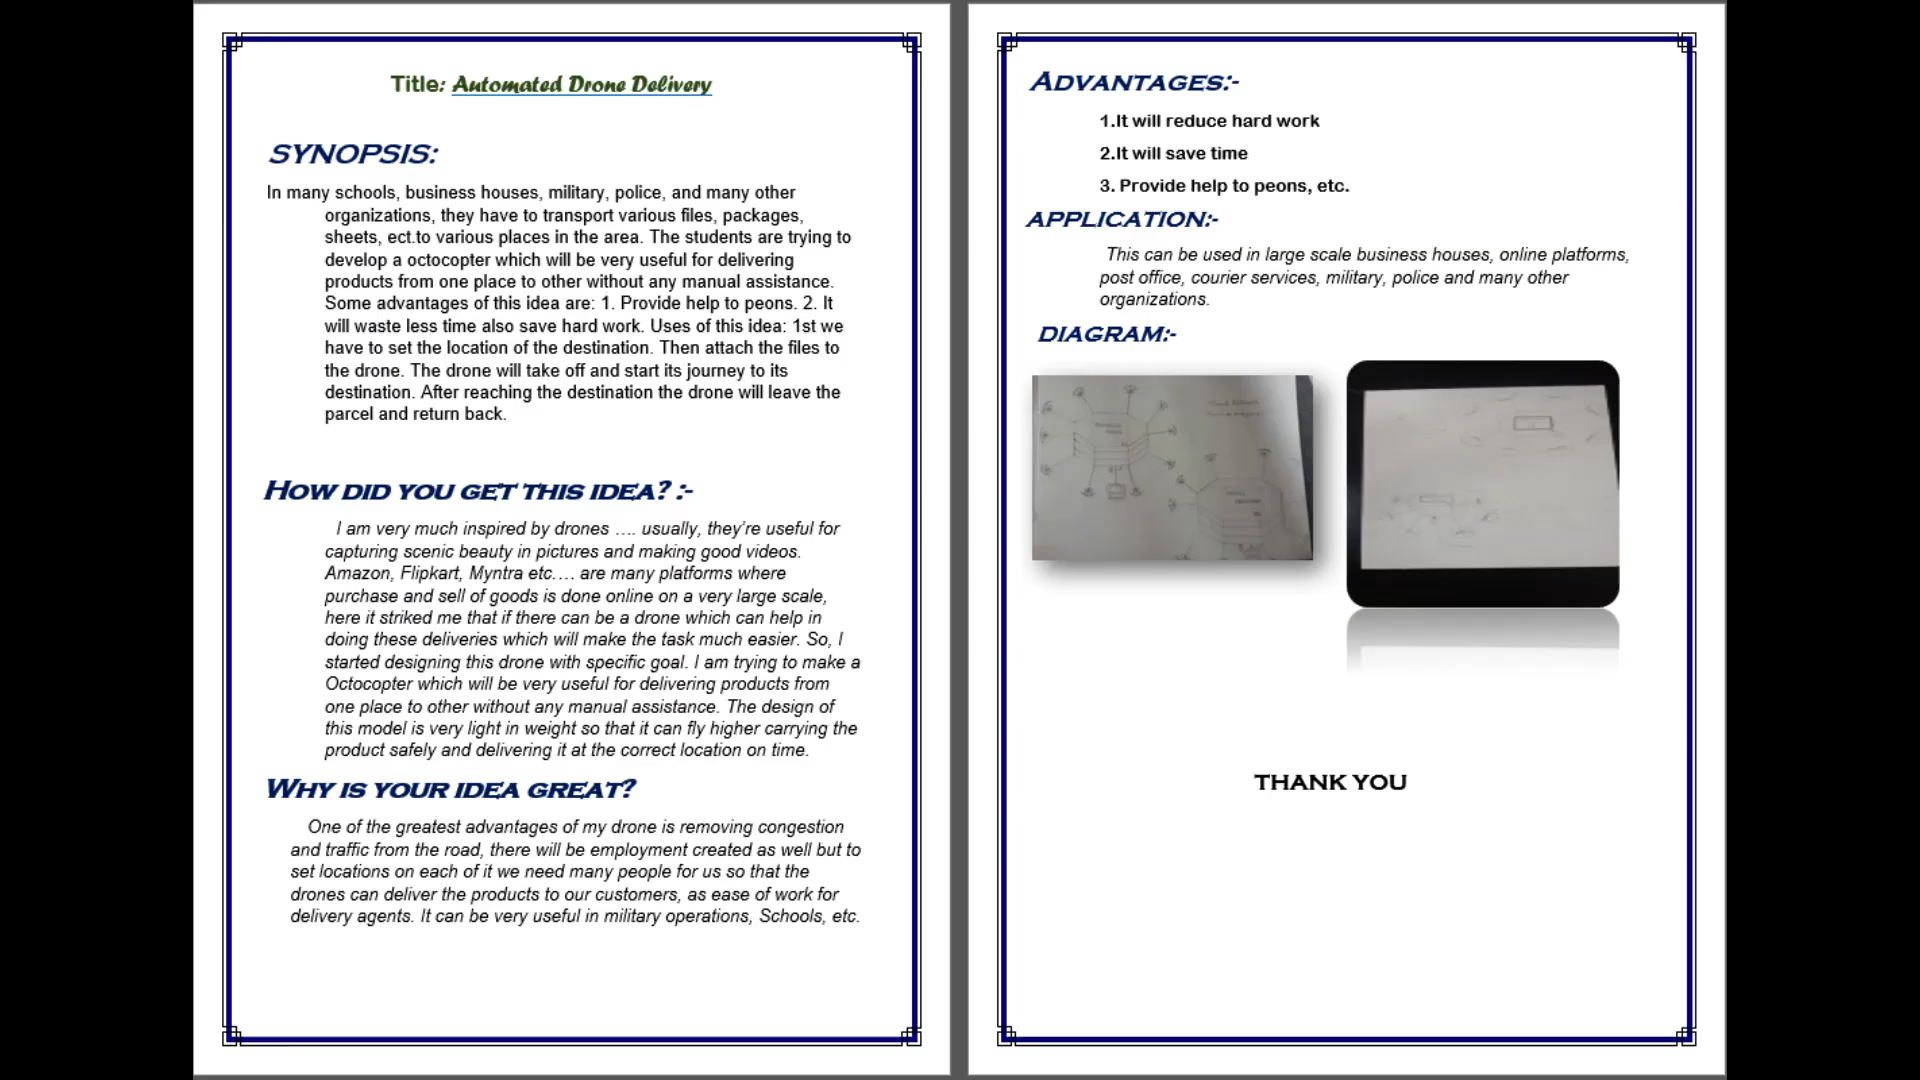 Title: Automated Drone Delivery
SYNOPSIS:
In many schools, business houses, military, police, and many other
organizations, they have to transport various files, packages,
sheets, ect.to various places in the area. The students are trying to
develop a octocopter which will be very useful for delivering
products from one place to other without any manual assistance.
Some advantages of this idea are: 1. Provide help to peons. 2. It
will waste less time also save hard work. Uses of this idea: 1st we
have to set the location of the destination. Then attach the files to
the drone. The drone will take off and start its journey to its
destination. After reaching the destination the drone will leave the
parcel and return back.
HOW DID YOU GET THIS IDEA? :-
I am very much inspired by drones …. usually, they’re useful for
capturing scenic beauty in pictures and making good videos.
Amazon, Flipkart, Myntra etc…. are many platforms where
purchase and sell of goods is done online on a very large scale,
here it striked me that if there can be a drone which can help in
doing these deliveries which will make the task much easier. So, I
started designing this drone with specific goal. I am trying to make a
Octocopter which will be very useful for delivering products from
one place to other without any manual assistance. The design of
this model is very light in weight so that it can fly higher carrying the
product safely and delivering it at the correct location on time.
WHY IS YOUR IDEA GREAT?
One of the greatest advantages of my drone is removing congestion
and traffic from the road, there will be employment created as well but to
set locations on each of it we need many people for us so that the
drones can deliver the products to our customers, as ease of work for
delivery agents. It can be very useful in military operations, Schools, etc.
ADVANTAGES:-
1.It will reduce hard work
2.It will save time
3. Provide help to peons, etc.
APPLICATION:-
This can be used in large scale business houses, online platforms,
post office, courier services, military, police and many other
organizations.
DIAGRAM:-
THANK YOU